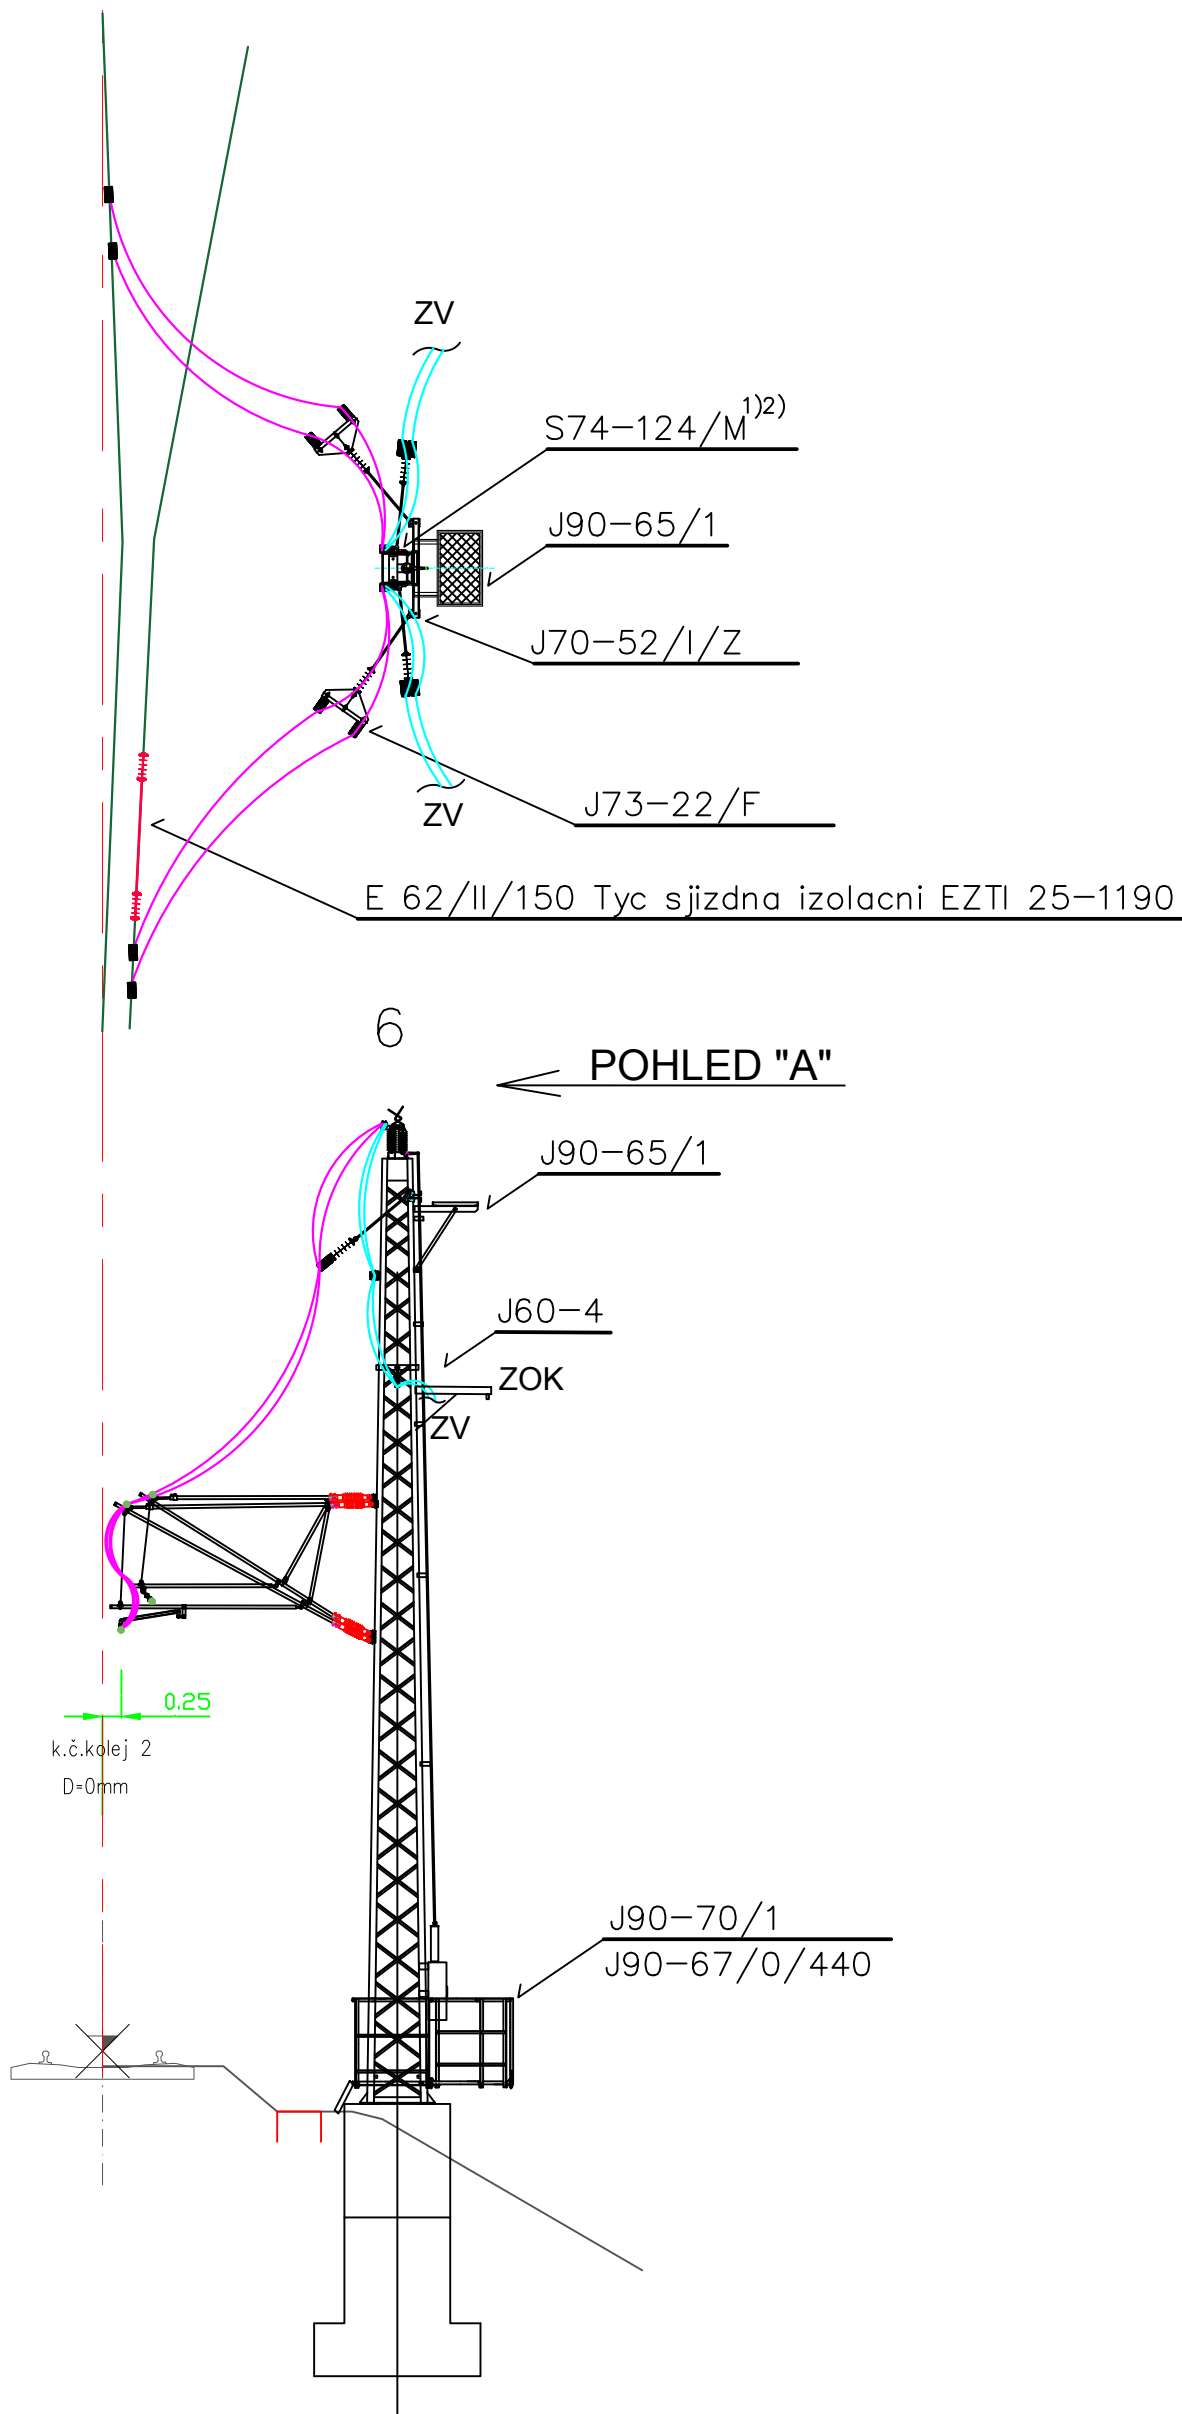 ZV
S74-124/M 1)2)
J90-65/1
J70-52/I/Z
J73-22/F
ZV
E 62/II/150 Tyc sjizdna izolacni EZTI 25-1190
6
POHLED "A"
J90-65/1
J60-4
ZOK
ZV
0.25
k.č.kolej 2
D=0mm
J90-70/1
J90-67/0/440